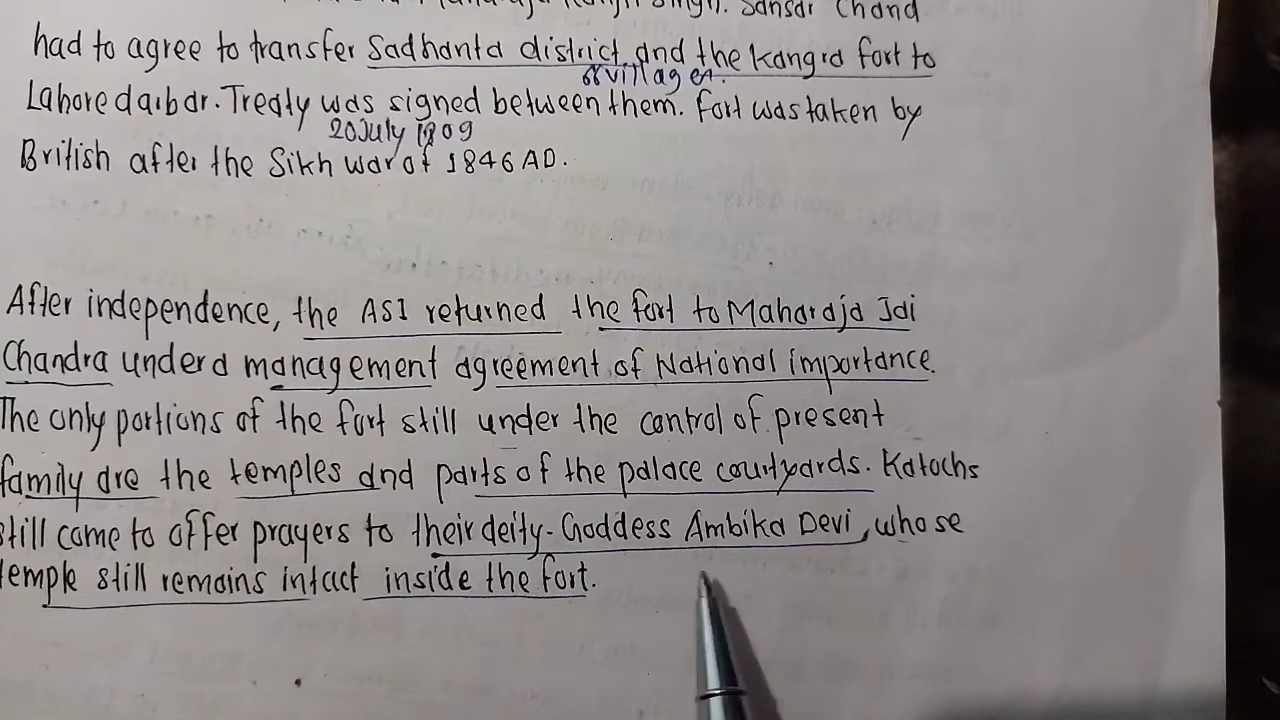 Sansar Chand
had to agree to transfer Sadhanta district and the Kangra fort to
66 villages.
Lahore darbar. Treaty was signed between them. Fort was taken by
20 July 1809
British after the Sikh war of 1846 AD.
After independence, the ASI returned the fort to Maharaja Jai
Chandra under a management agreement of National importance.
The only portions of the fort still under the control of present
family are the temples and parts of the palace courtyards. Katochs
still come to offer prayers to their deity- Goddess Ambika Devi, whose
temple still remains intact inside the fort.